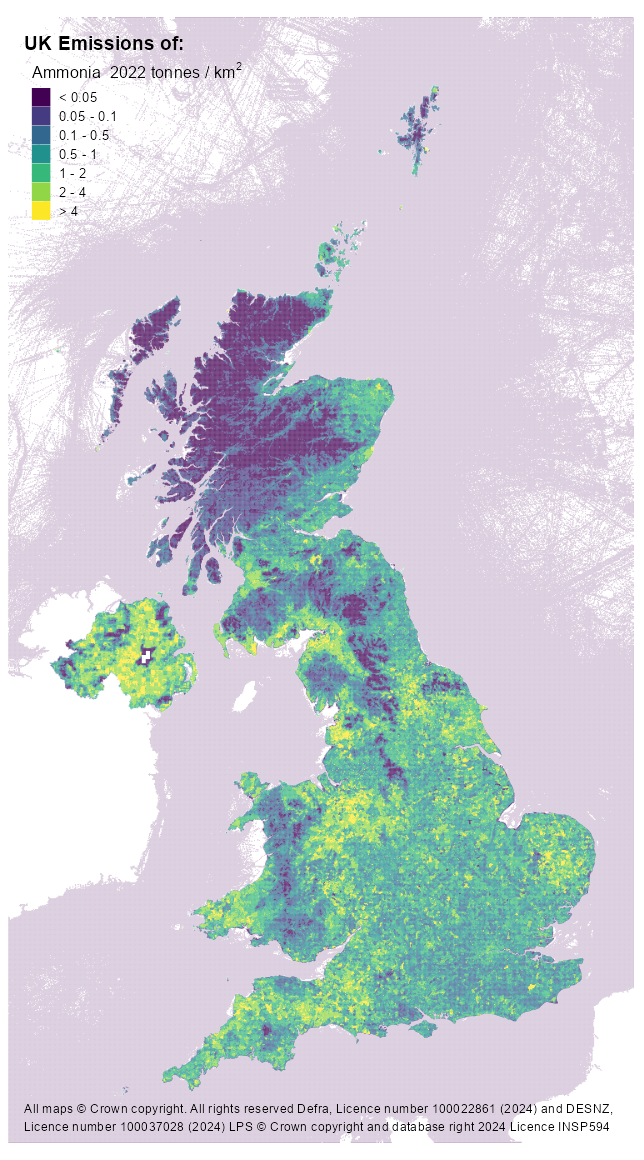 UK Emissions of:
Ammonia 2022 tonnes / km²
< 0.05
0.05 - 0.1
0.1 - 0.5
0.5 - 1
1 - 2
2 - 4
> 4
All maps © Crown copyright. All rights reserved Defra, Licence number 100022861 (2024) and DESNZ,
Licence number 100037028 (2024) LPS © Crown copyright and database right 2024 Licence INSP594